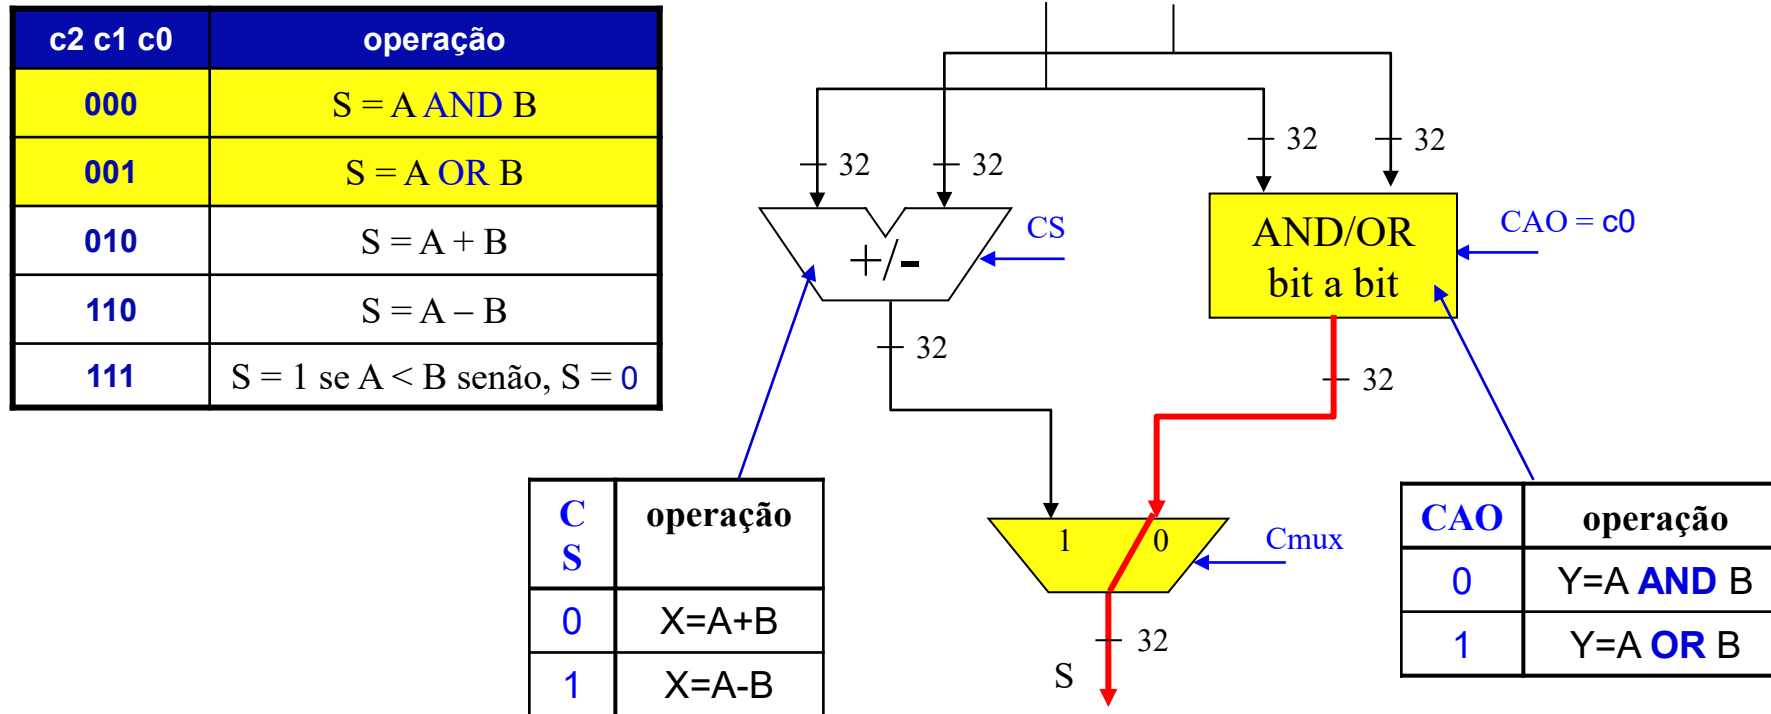 c2 c1 c0 operação
000 S = A AND B
001 S = A OR B
010 S = A + B
110 S = A – B
111 S = 1 se A < B senão, S = 0
32 32 32 32
+/-
CS
AND/OR
bit a bit
CAO = c0
32
32
1 0
Cmux
32
S
C
S operação
0 X=A+B
1 X=A-B
CAO operação
0 Y=A AND B
1 Y=A OR B